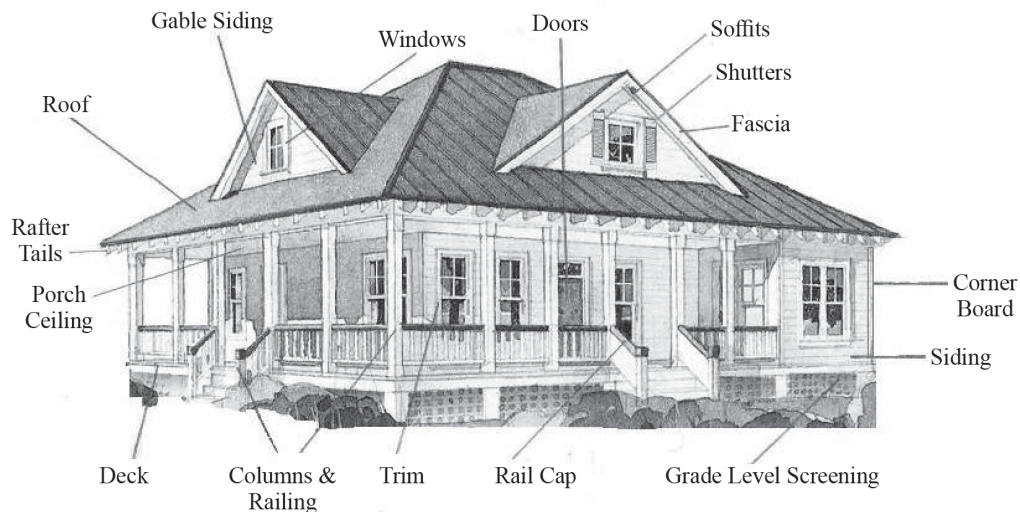 Gable Siding
Windows
Doors
Soffits
Shutters
Roof
Fascia
Rafter
Tails
Porch
Ceiling
Corner
Board
Siding
Deck
Columns &
Railing
Trim
Rail Cap
Grade Level Screening